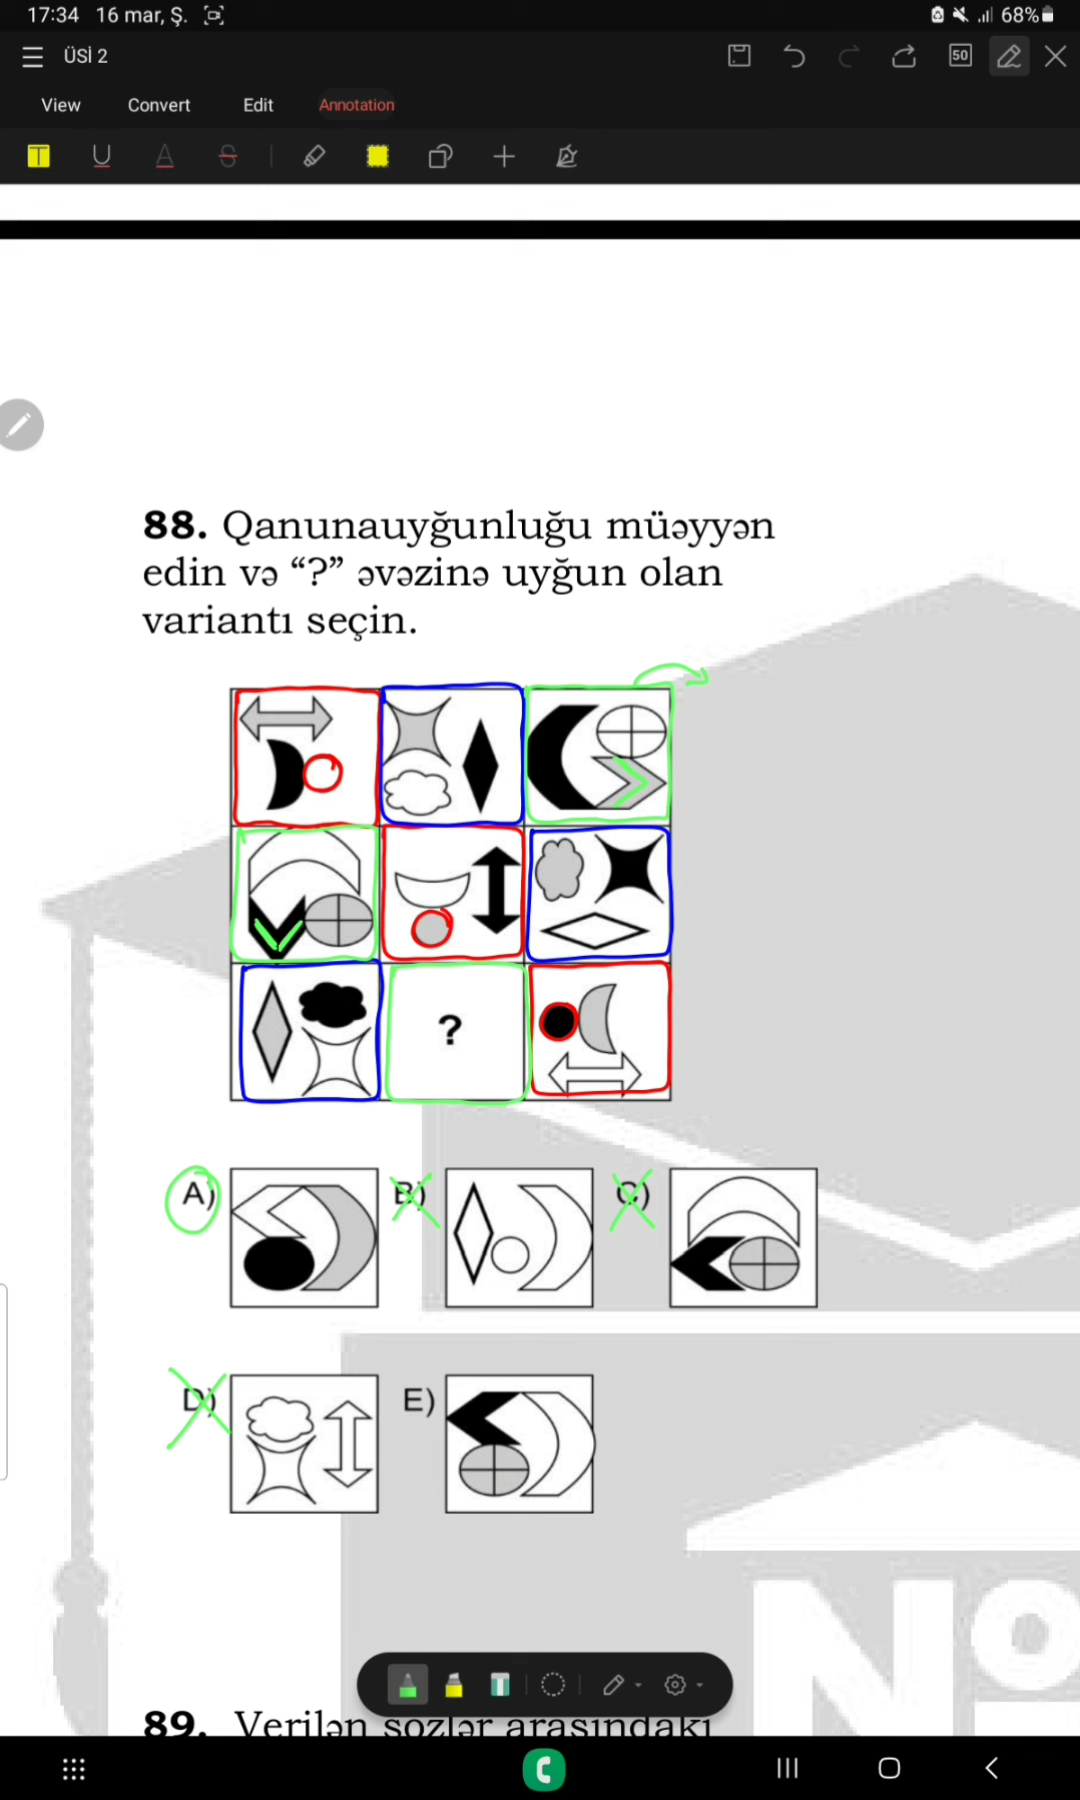 17:34 16 mar, Ş. 68%
ÜSİ 2
50
View Convert Edit Annotation
T U A S
88. Qanunauyğunluğu müəyyən
edin və “?” əvəzinə uyğun olan
variantı seçin.
?
A) B) C)
D) E)
No
89. Verilən sözlər arasındakı